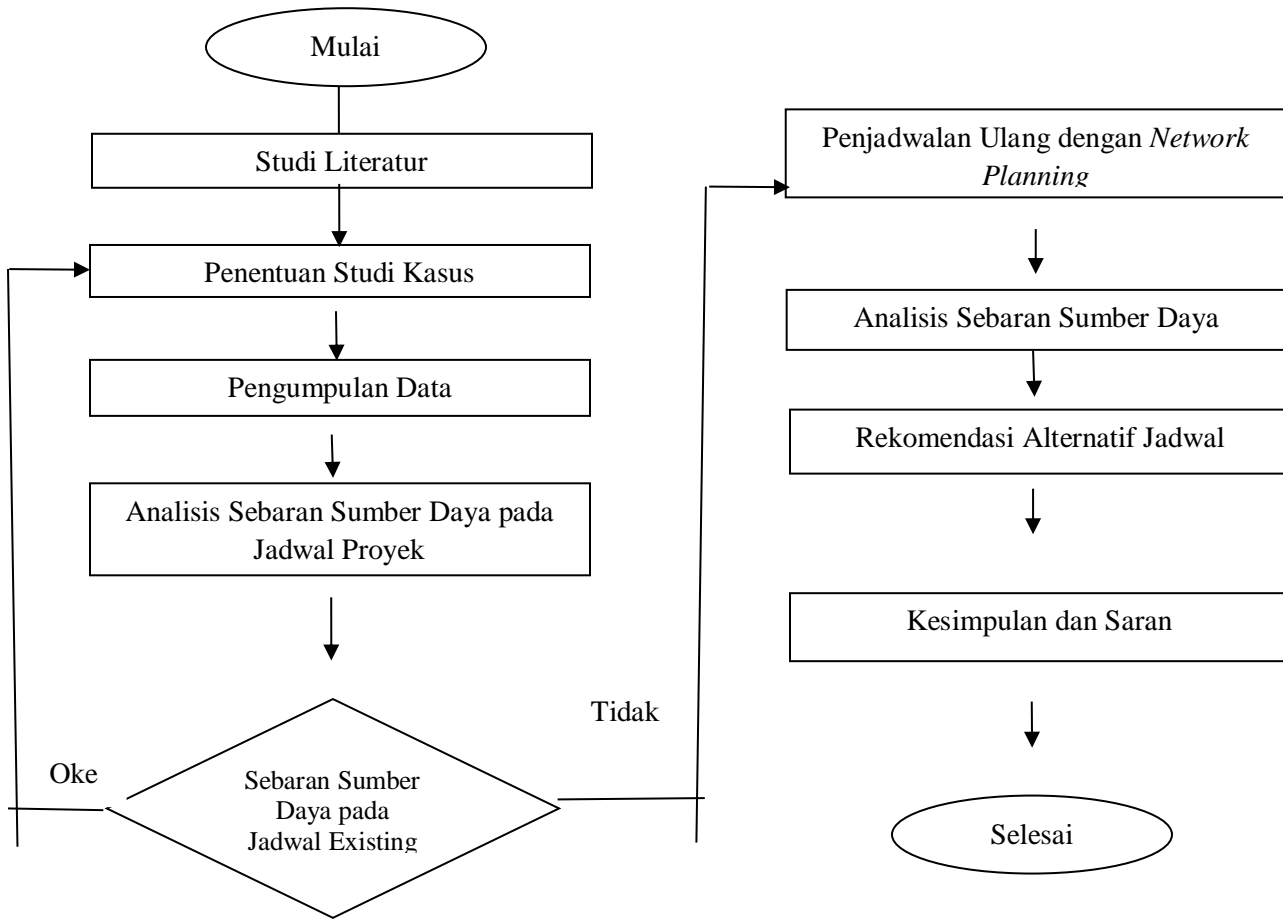 Mulai
Studi Literatur
Penentuan Studi Kasus
Pengumpulan Data
Analisis Sebaran Sumber Daya pada
Jadwal Proyek
Oke
Sebaran Sumber
Daya pada
Jadwal Existing
Tidak
Penjadwalan Ulang dengan Network
Planning
Analisis Sebaran Sumber Daya
Rekomendasi Alternatif Jadwal
Kesimpulan dan Saran
Selesai